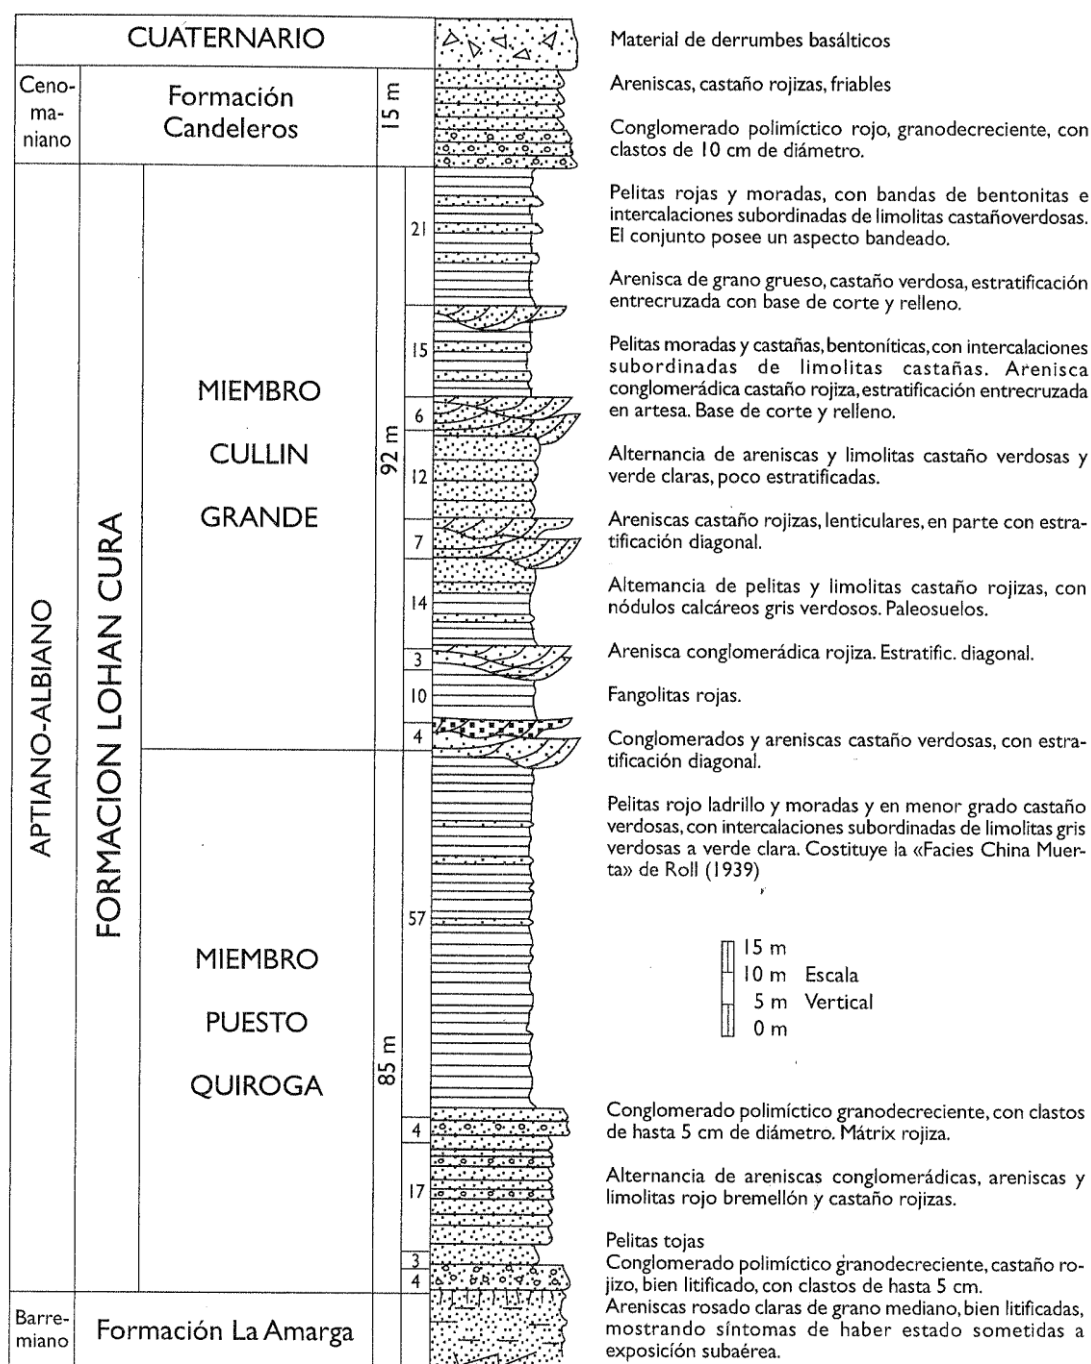 CUATERNARIO
Material de derrumbes basálticos
Ceno-
ma-
niano
Formación
Candeleros
15 m
Areniscas, castaño rojizas, friables
Conglomerado polimíctico rojo, granodecreciente, con
clastos de 10 cm de diámetro.
APTIANO-ALBIANO
FORMACION LOHAN CURA
MIEMBRO
CULLIN
GRANDE
92 m
21
15
6
12
7
14
3
10
4
Pelitas rojas y moradas, con bandas de bentonitas e
intercalaciones subordinadas de limolitas castañoverdosas.
El conjunto posee un aspecto bandeado.
Arenisca de grano grueso, castaño verdosa, estratificación
entrecruzada con base de corte y relleno.
Pelitas moradas y castañas, bentoníticas, con intercalaciones
subordinadas de limolitas castañas. Arenisca
conglomerádica castaño rojiza, estratificación entrecruzada
en artesa. Base de corte y relleno.
Alternancia de areniscas y limolitas castaño verdosas y
verde claras, poco estratificadas.
Areniscas castaño rojizas, lenticulares, en parte con estra-
tificación diagonal.
Altemancia de pelitas y limolitas castaño rojizas, con
nódulos calcáreos gris verdosos. Paleosuelos.
Arenisca conglomerádica rojiza. Estratific. diagonal.
Fangolitas rojas.
Conglomerados y areniscas castaño verdosas, con estra-
tificación diagonal.
MIEMBRO
PUESTO
QUIROGA
85 m
57
4
17
3
4
Pelitas rojo ladrillo y moradas y en menor grado castaño
verdosas, con intercalaciones subordinadas de limolitas gris
verdosas a verde clara. Costituye la «Facies China Muer-
ta» de Roll (1939)
15 m
10 m Escala
5 m Vertical
0 m
Conglomerado polimíctico granodecreciente, con clastos
de hasta 5 cm de diámetro. Mátrix rojiza.
Alternancia de areniscas conglomerádicas, areniscas y
limolitas rojo bremellón y castaño rojizas.
Pelitas tojas
Conglomerado polimíctico granodecreciente, castaño ro-
jizo, bien litificado, con clastos de hasta 5 cm.
Barre-
miano
Formación La Amarga
Areniscas rosado claras de grano mediano, bien litificadas,
mostrando síntomas de haber estado sometidas a
exposición subaérea.